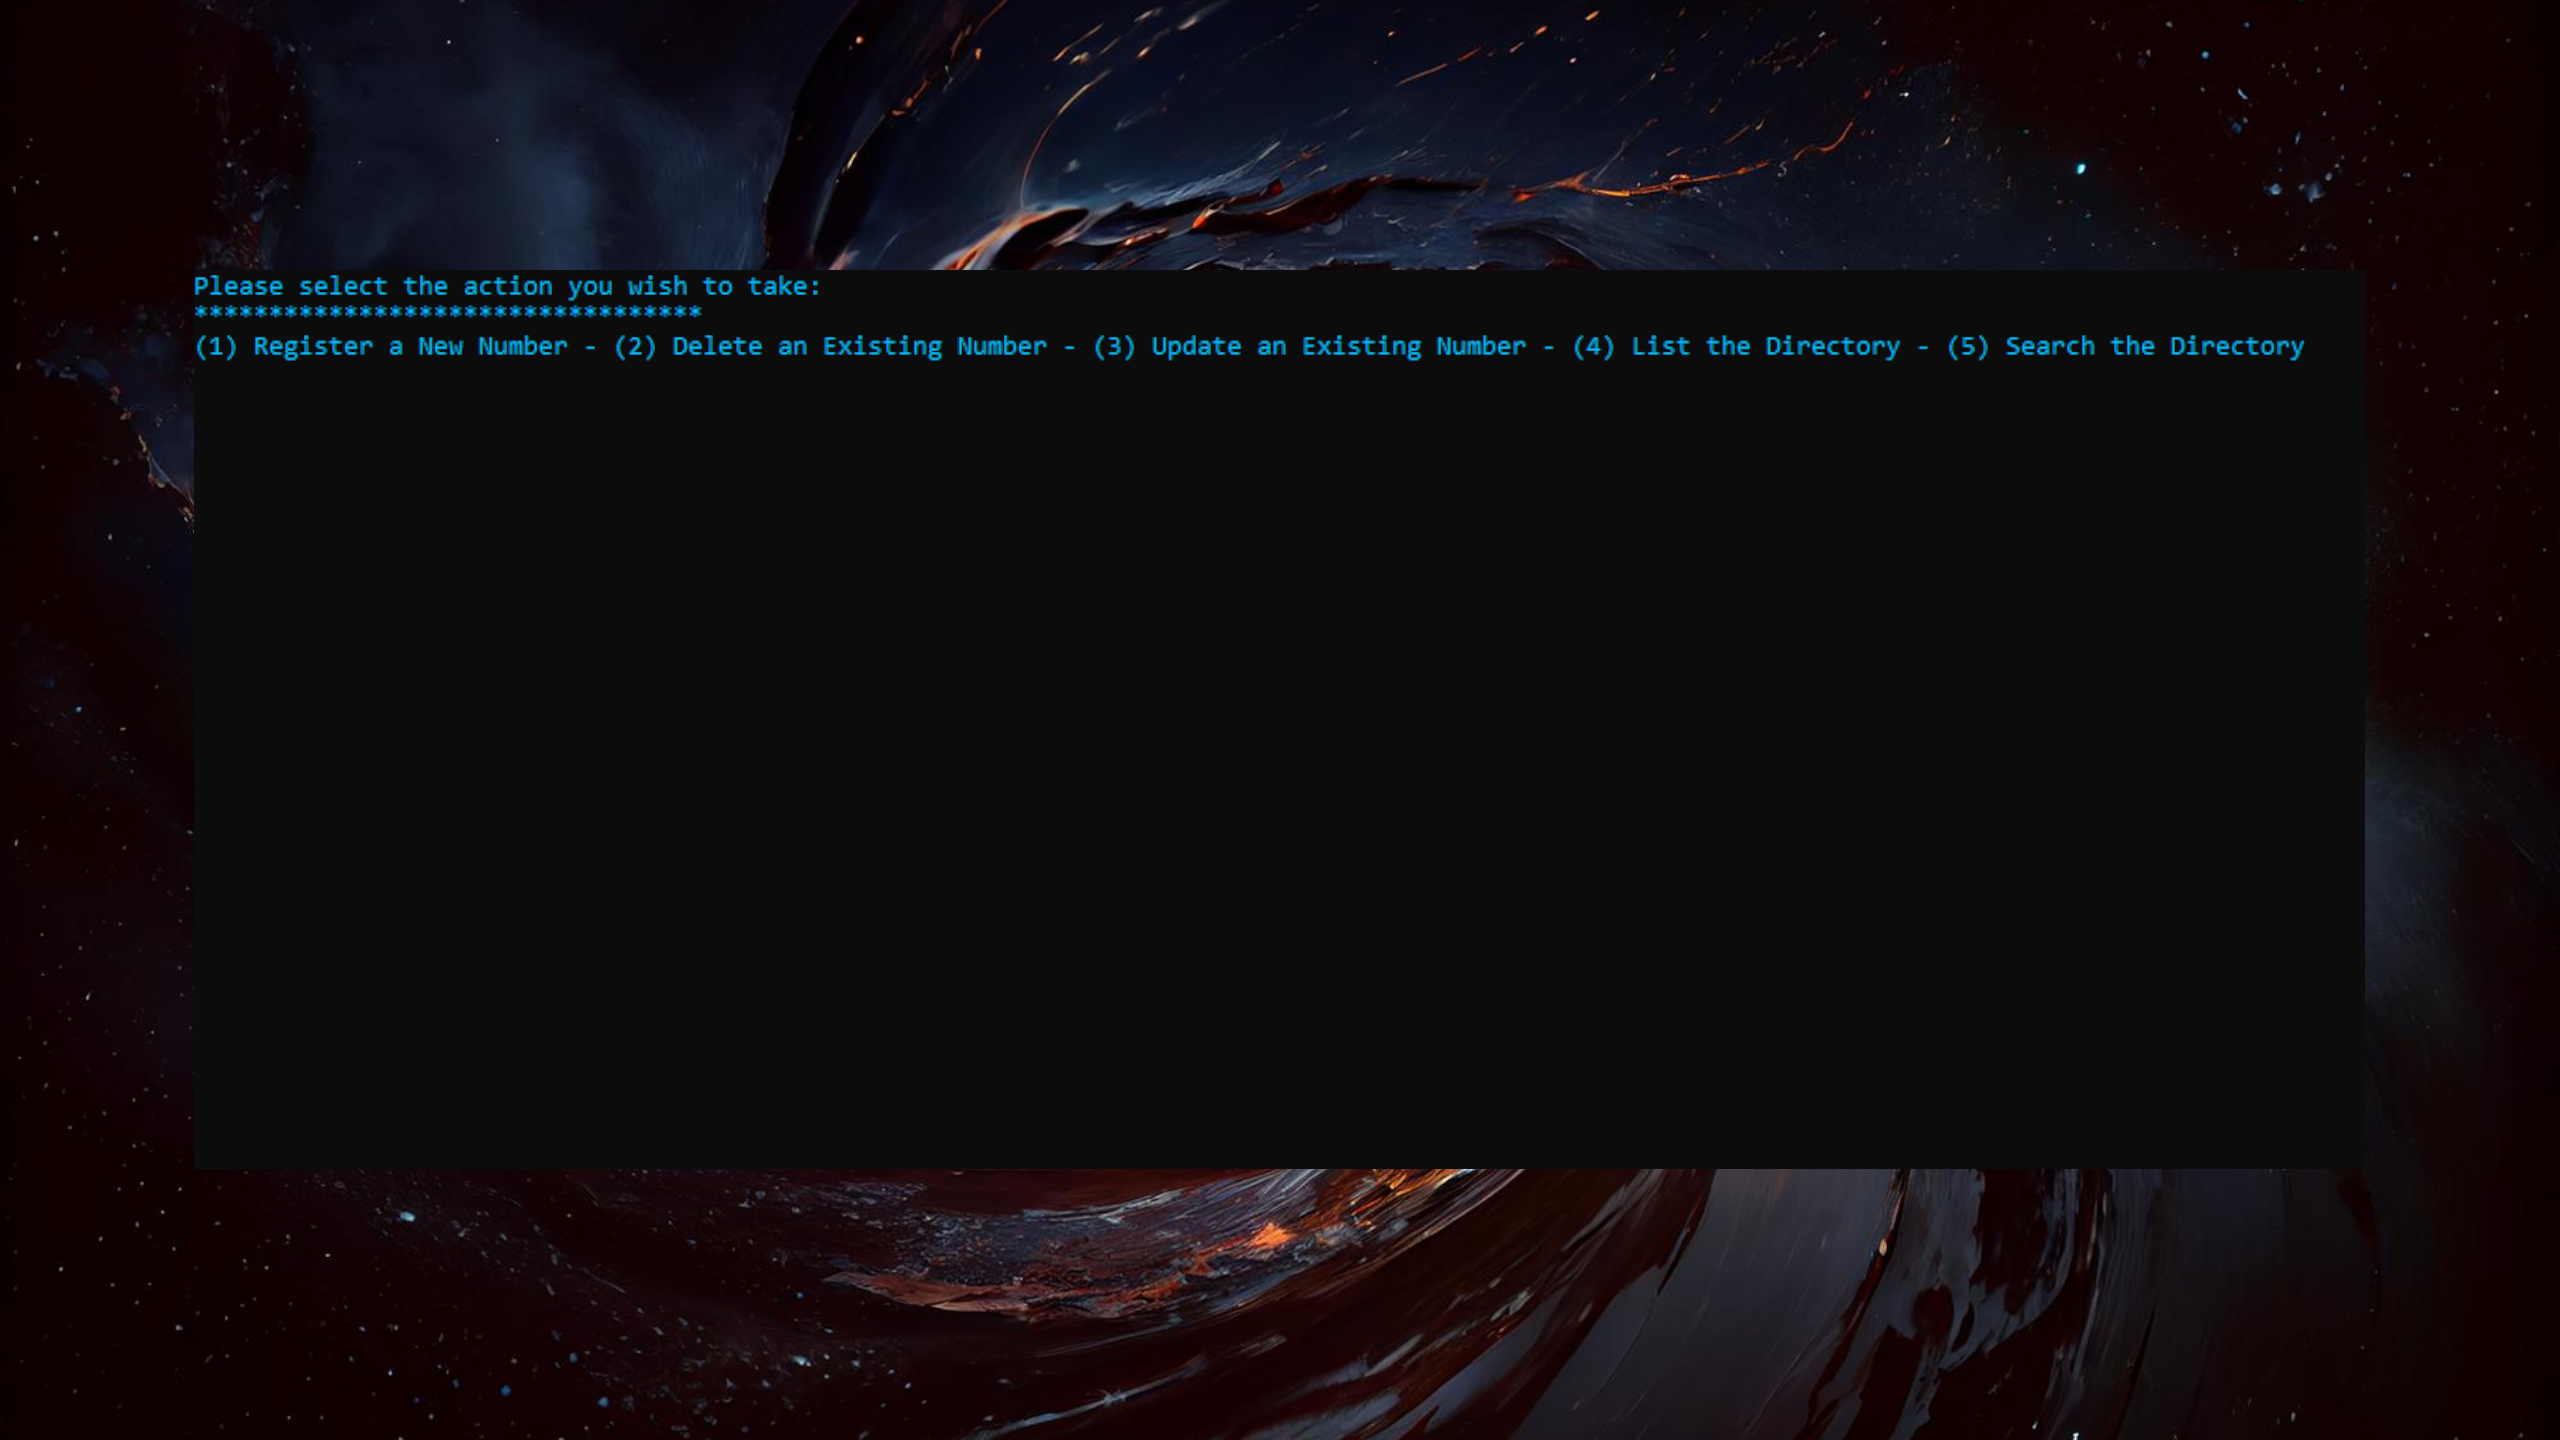 Please select the action you wish to take:
**********************************
(1) Register a New Number - (2) Delete an Existing Number - (3) Update an Existing Number - (4) List the Directory - (5) Search the Directory